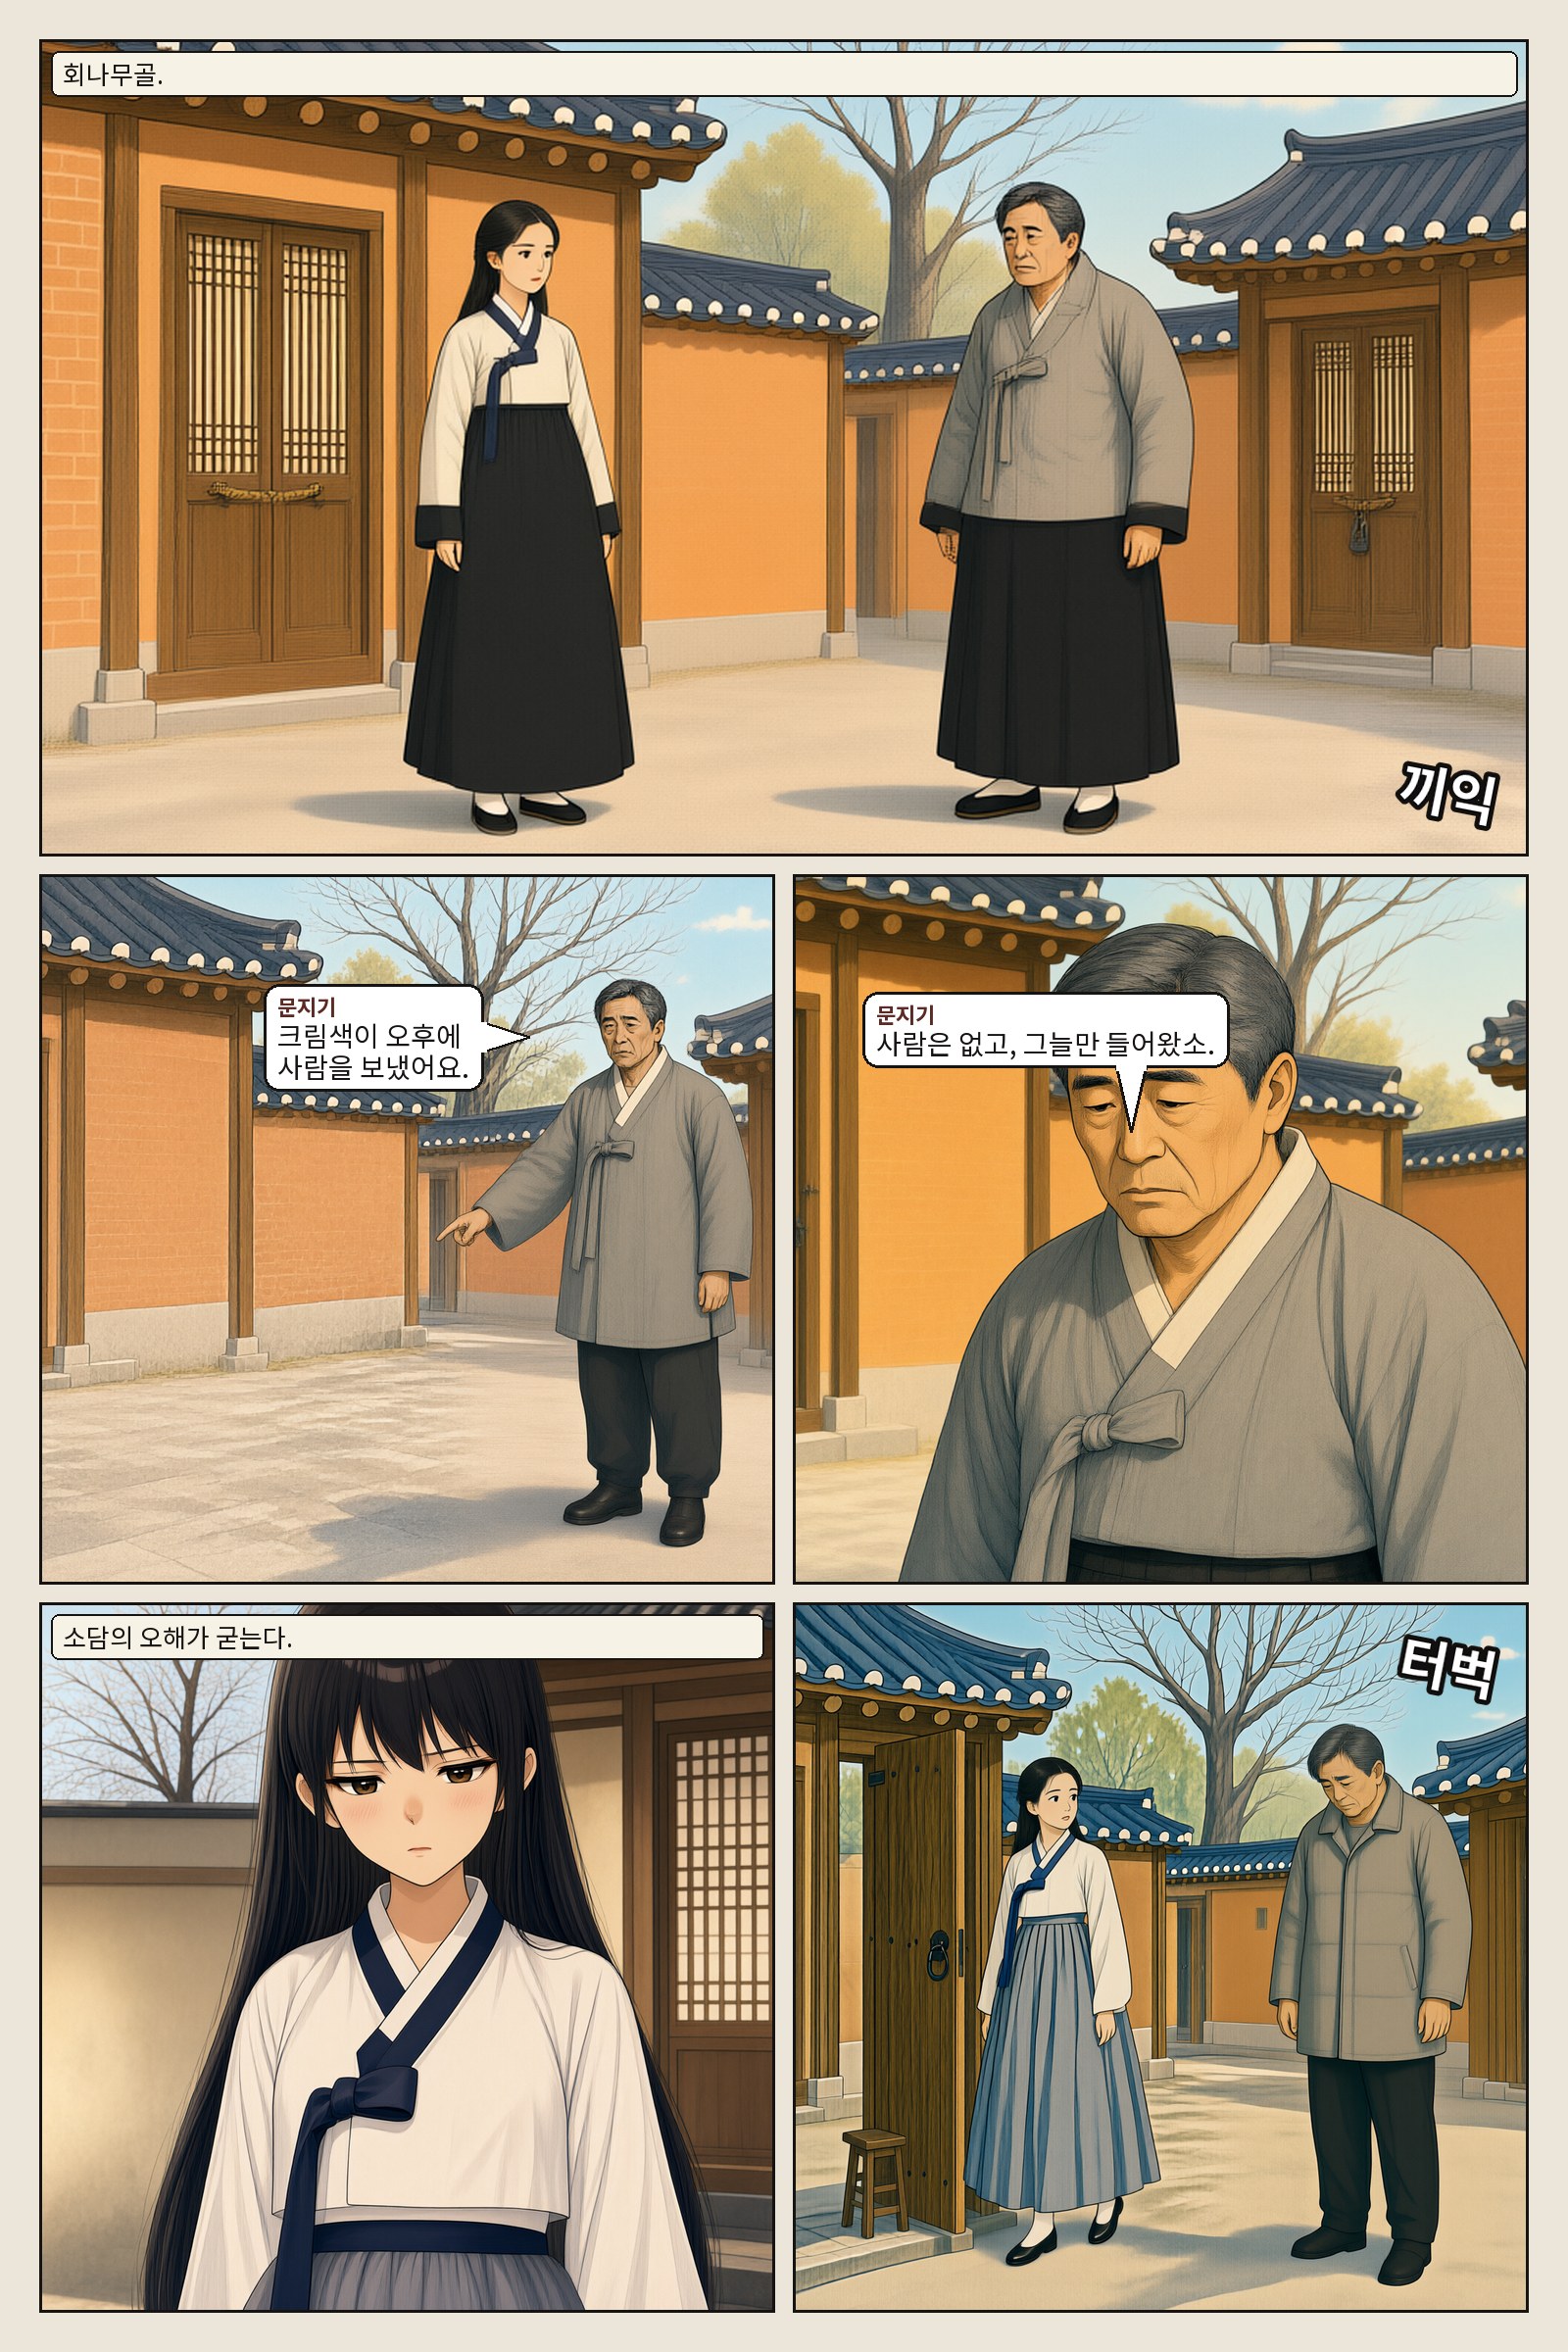 회나무골.
끼익
문지기
크림색이 오후에
사람을 보냈어요.
문지기
사람은 없고, 그늘만 들어왔소.
소담의 오해가 굳는다.
터벅